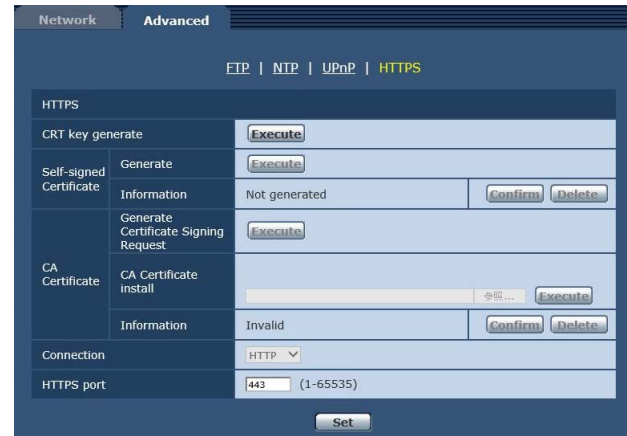 Network Advanced
FTP | NTP | UPnP | HTTPS
HTTPS
CRT key generate Execute
Self-signed
Certificate
Generate Execute
Information Not generated Confirm Delete
CA
Certificate
Generate
Certificate Signing
Request
Execute
CA Certificate
install
参照... Execute
Information Invalid Confirm Delete
Connection HTTP
HTTPS port 443 (1-65535)
Set